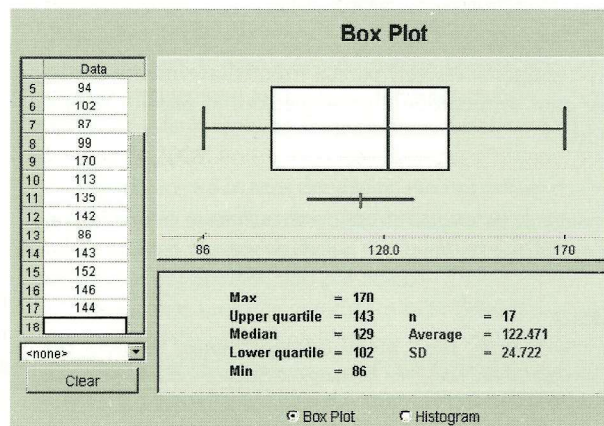 Box Plot
Data
5 94
6 102
7 87
8 99
9 170
10 113
11 135
12 142
13 86
14 143
15 152
16 146
17 144
18
<none>
Clear
86 128.0 170
Max = 170
Upper quartile = 143 n = 17
Median = 129 Average = 122.471
Lower quartile = 102 SD = 24.722
Min = 86
Box Plot Histogram